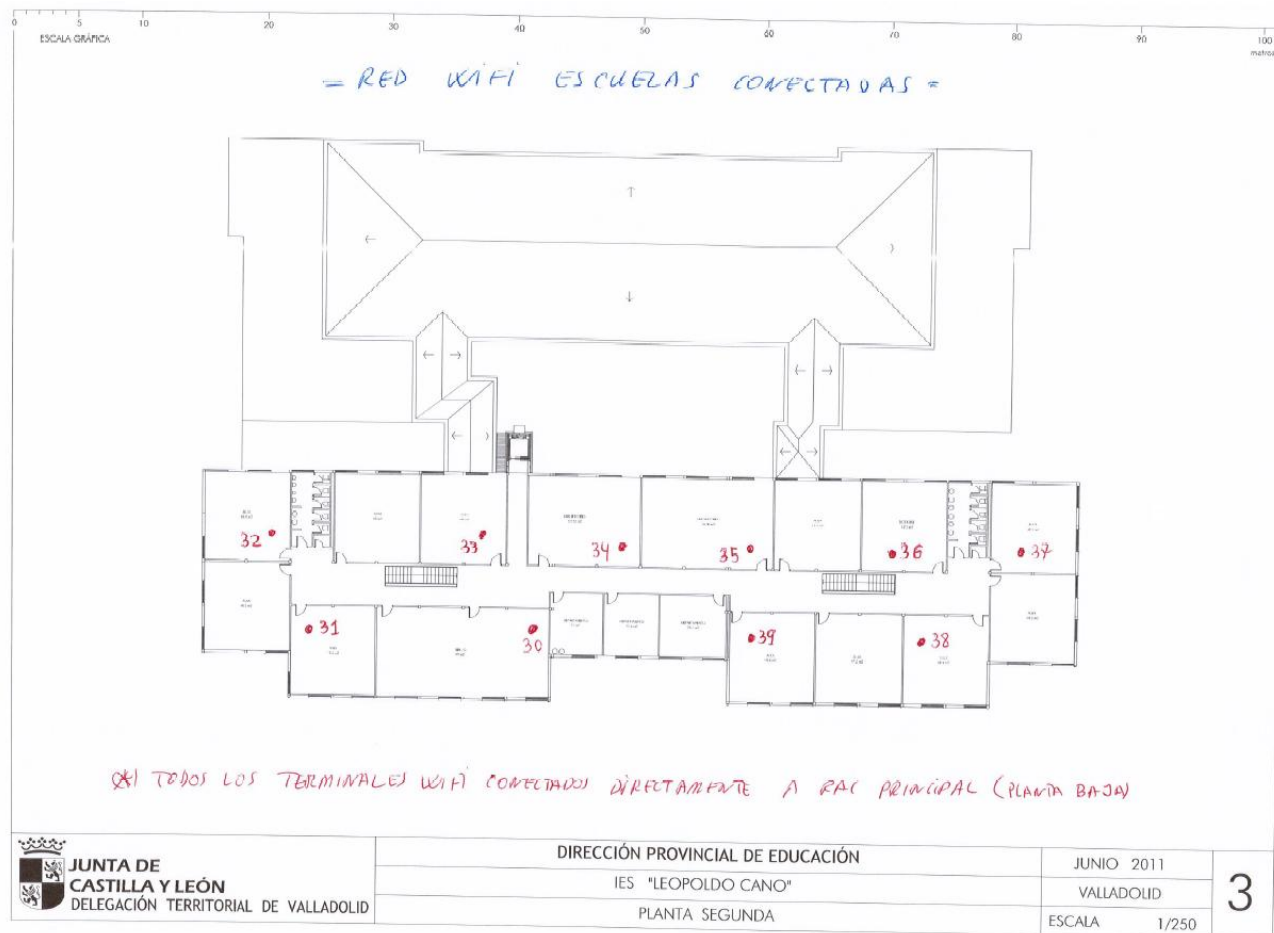 0 5 10 20 30 40 50 60 70 80 90 100
ESCALA GRÁFICA
metros
= RED WIFI ESCUELAS CONECTADAS =
32
33
34
35
36
37
31
30
39
38
(*) TODOS LOS TERMINALES WIFI CONECTADOS DIRECTAMENTE A RAC PRINCIPAL (PLANTA BAJA)
JUNTA DE
CASTILLA Y LEÓN
DELEGACIÓN TERRITORIAL DE VALLADOLID
DIRECCIÓN PROVINCIAL DE EDUCACIÓN
IES "LEOPOLDO CANO"
PLANTA SEGUNDA
JUNIO 2011
VALLADOLID
ESCALA 1/250
3